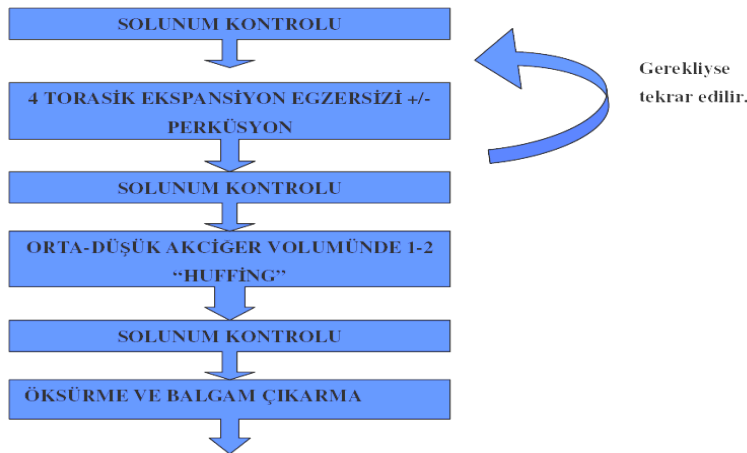 SOLUNUM KONTROLU
4 TORASİK EKSPANSİYON EGZERSİZİ +/-
PERKÜSYON
SOLUNUM KONTROLU
ORTA-DÜŞÜK AKCİĞER VOLUMÜNDE 1-2
“HUFFİNG”
SOLUNUM KONTROLU
ÖKSÜRME VE BALGAM ÇIKARMA
Gerekliyse
tekrar edilir.